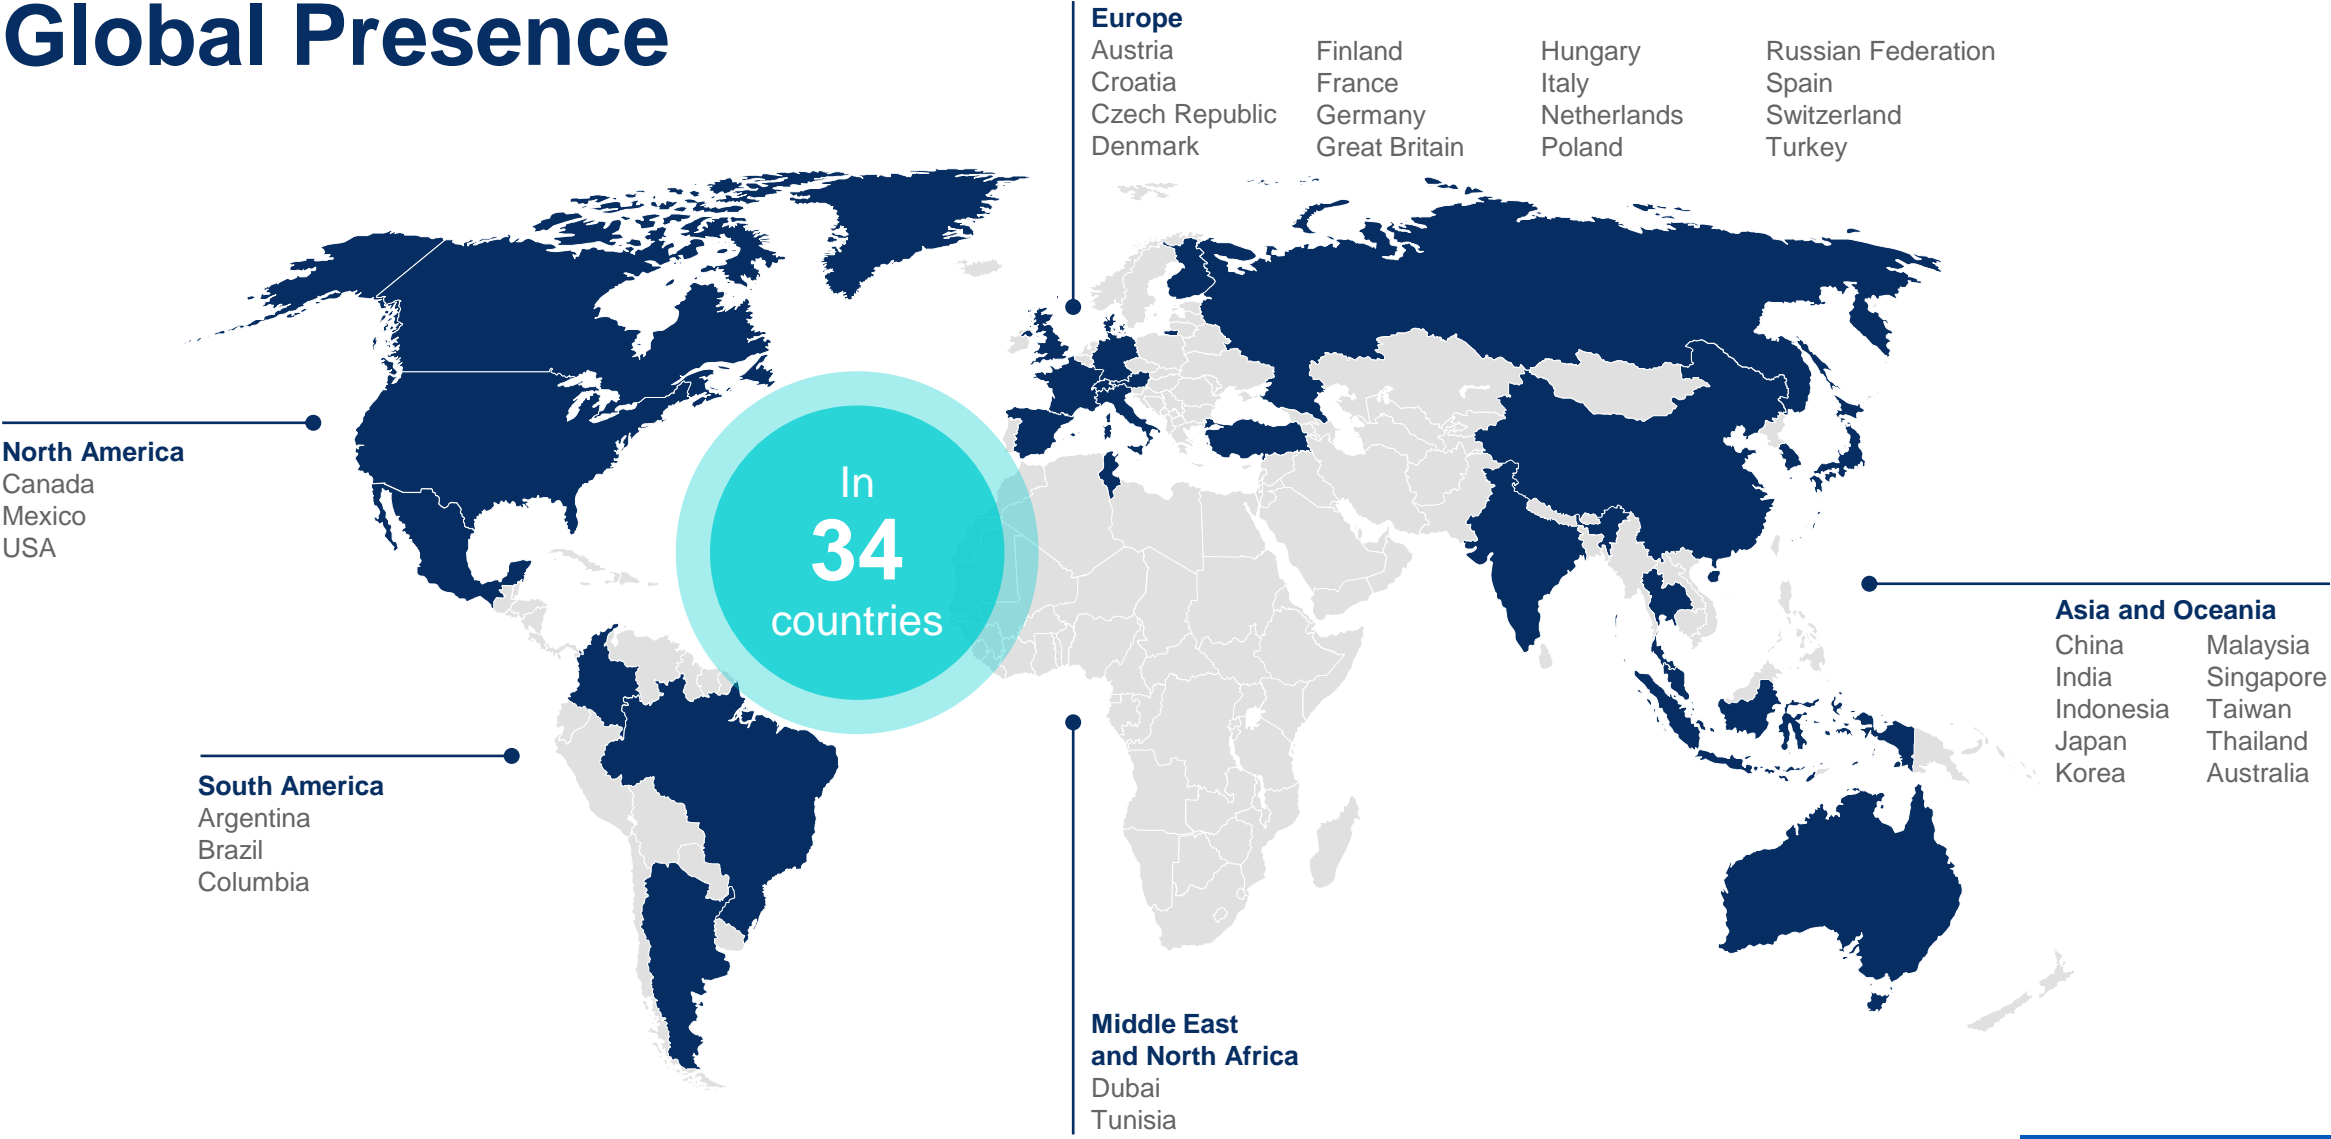 Global Presence
Europe
Austria
Croatia
Czech Republic
Denmark
Finland
France
Germany
Great Britain
Hungary
Italy
Netherlands
Poland
Russian Federation
Spain
Switzerland
Turkey
North America
Canada
Mexico
USA
In
34
countries
Asia and Oceania
China
India
Indonesia
Japan
Korea
Malaysia
Singapore
Taiwan
Thailand
Australia
South America
Argentina
Brazil
Columbia
Middle East
and North Africa
Dubai
Tunisia